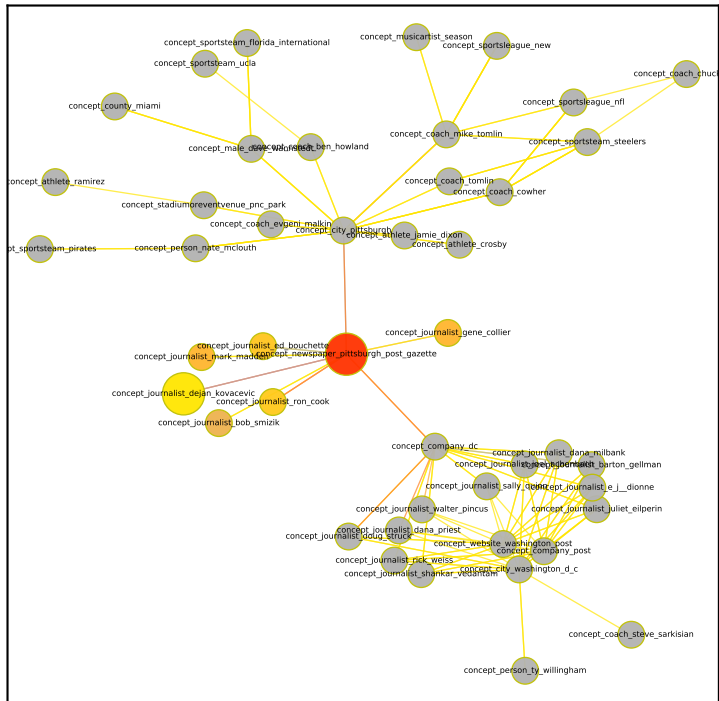 concept_musicartist_season
concept_sportsteam_florida_international
concept_sportsleague_new
concept_sportsteam_ucla
concept_coach_chuck
concept_county_miami
concept_sportsleague_nfl
concept_coach_mike_tomlin
concept_sportsteam_steelers
concept_male_dave_wannstedt
concept_coach_ben_howland
concept_athlete_ramirez
concept_coach_tomlin
concept_coach_cowher
concept_stadiumoreventvenue_pnc_park
concept_coach_evgeni_malkin
concept_city_pittsburgh
concept_athlete_jamie_dixon
concept_athlete_crosby
pt_sportsteam_pirates
concept_person_nate_mclouth
concept_journalist_gene_collier
concept_journalist_ed_bouchette
concept_newspaper_pittsburgh_post_gazette
concept_journalist_mark_madden
concept_journalist_dejan_kovacevic
concept_journalist_ron_cook
concept_journalist_bob_smizik
concept_company_dc
concept_journalist_dana_milbank
concept_journalist_barton_gellman
concept_journalist_sally_quinn
concept_journalist_e_j__dionne
concept_journalist_walter_pincus
concept_journalist_juliet_eilperin
concept_journalist_dana_priest
concept_journalist_doug_struck
concept_website_washington_post
concept_company_post
concept_journalist_rick_weiss
concept_city_washington_d_c
concept_journalist_shankar_vedantam
concept_coach_steve_sarkisian
concept_person_ty_willingham